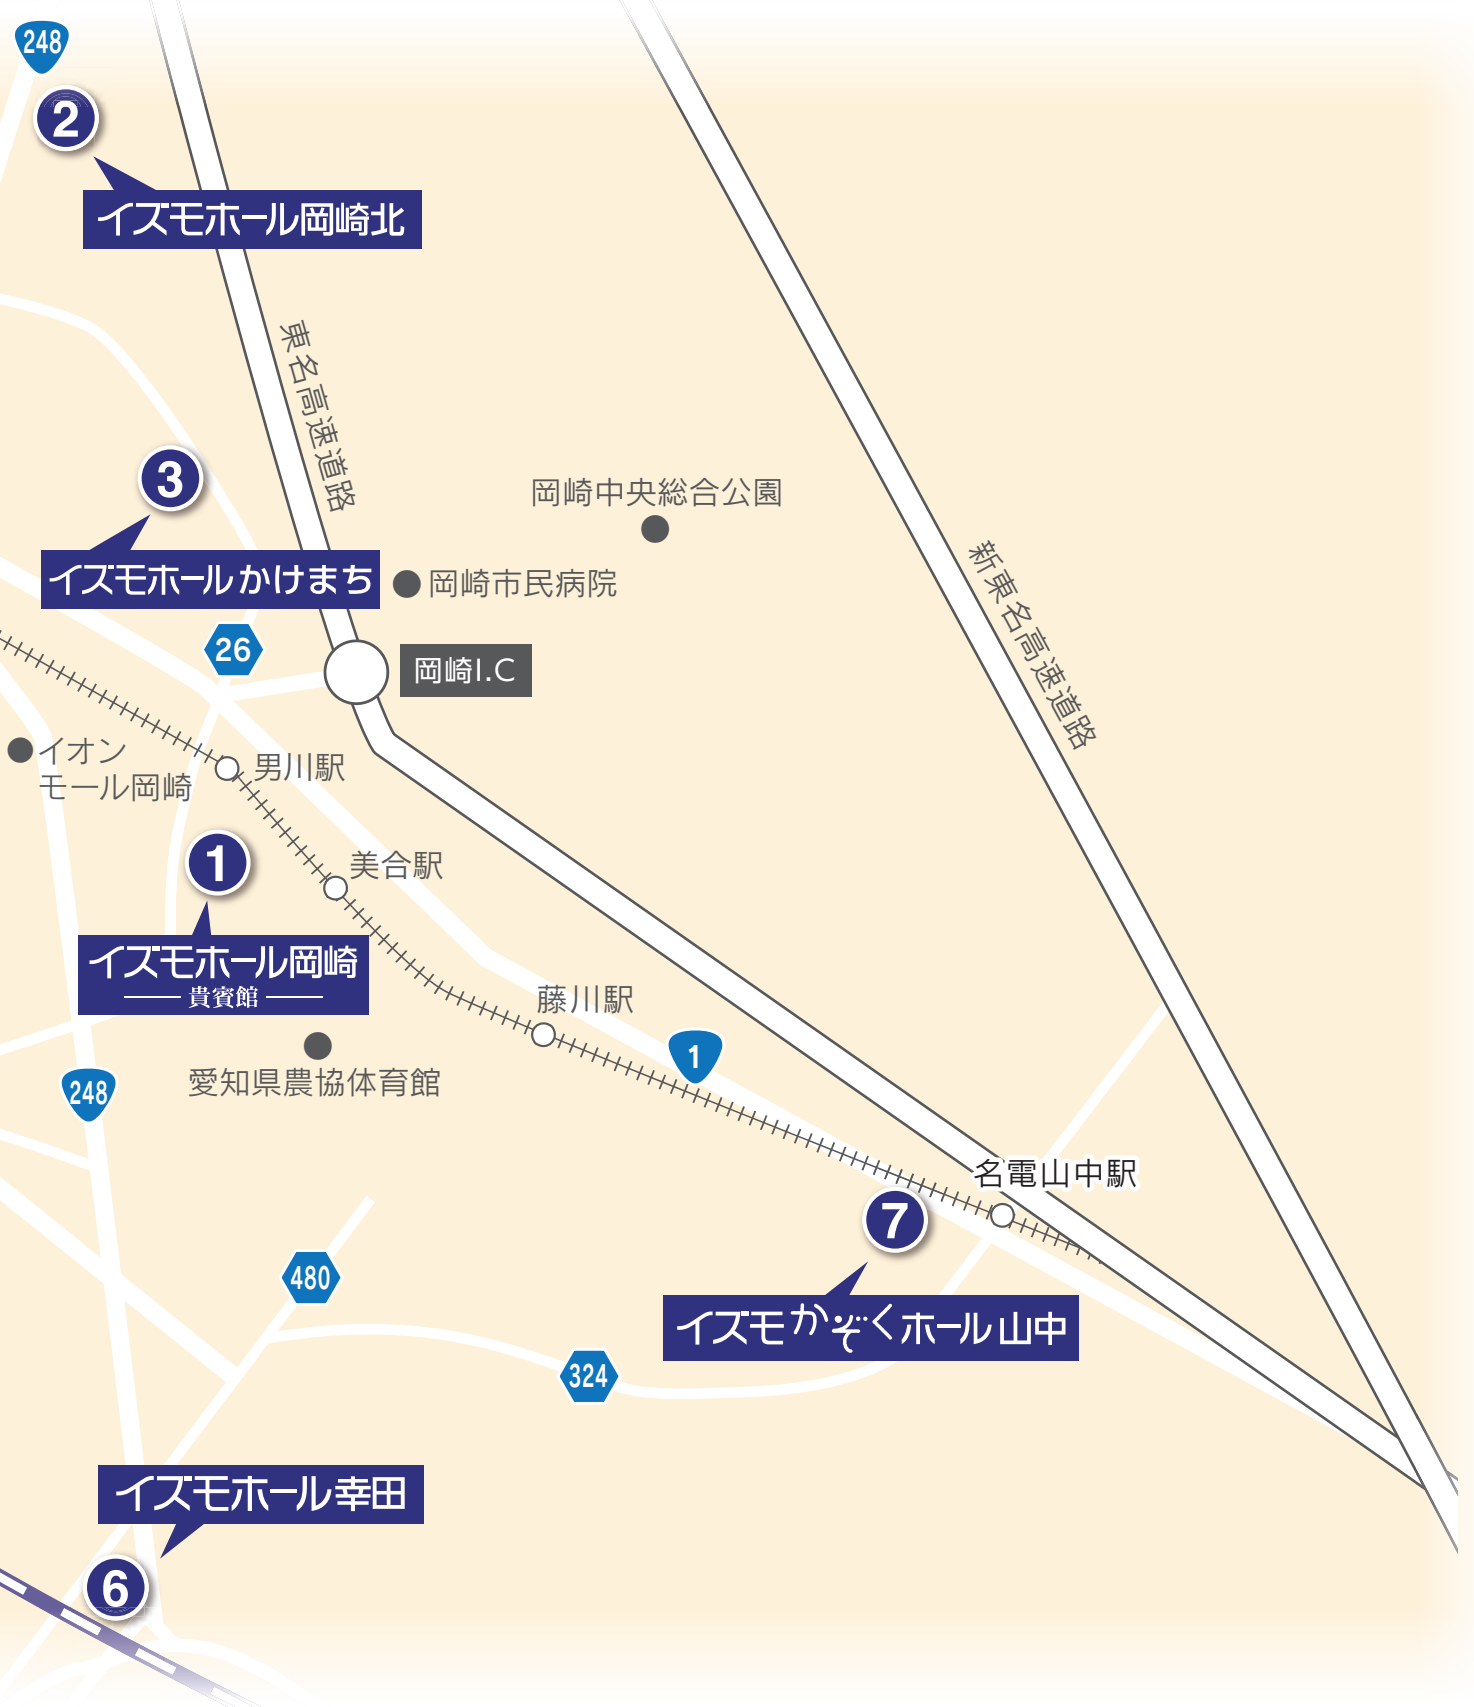 248
2
イズモホール岡崎北
東名高速道路
3
岡崎中央総合公園
イズモホールかけまち
岡崎市民病院
新東名高速道路
26
岡崎I.C
イオン
モール岡崎
男川駅
1
美合駅
イズモホール岡崎
貴賓館
藤川駅
1
愛知県農協体育館
248
名電山中駅
7
480
イズモかぞくホール山中
324
イズモホール幸田
6